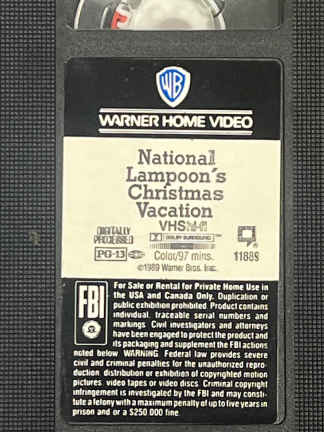 WB
WARNER HOME VIDEO
National
Lampoon's
Christmas
Vacation
VHS Hi-Fi
DIGITALLY
PROCESSED
DOLBY SURROUND
PG-13
Color/97 mins.
11889
©1989 Warner Bros. Inc.
FBI
For Sale or Rental for Private Home Use in
the USA and Canada Only. Duplication or
public exhibition prohibited. Product contains
individual, traceable serial numbers and
markings. Civil investigators and attorneys
have been engaged to protect the product and
its packaging and supplement the FBI actions
noted below WARNING Federal law provides severe
civil and criminal penalties for the unauthorized repro-
duction distribution or exhibition of copyrighted motion
pictures video tapes or video discs. Criminal copyright
infringement is investigated by the FBI and may consti-
tute a felony with a maximum penalty of up to five years in
prison and or a $250 000 fine.